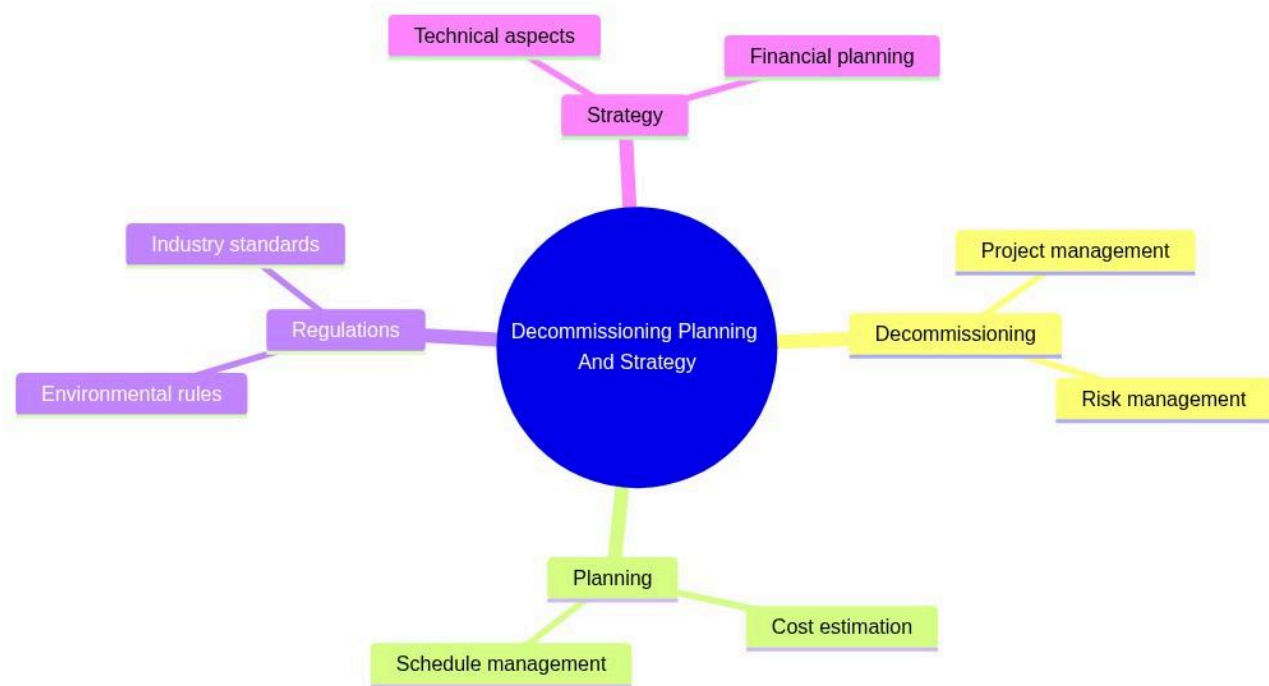 Technical aspects
Financial planning
Strategy
Industry standards
Project management
Regulations
Decommissioning Planning
And Strategy
Decommissioning
Environmental rules
Risk management
Planning
Cost estimation
Schedule management